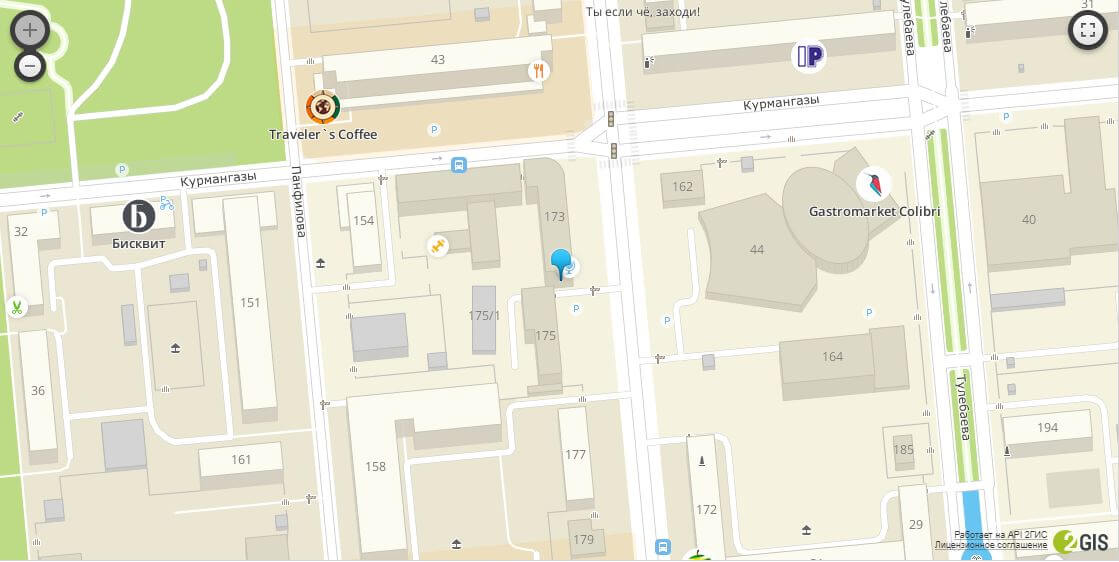 Ты если чё, заходи!
Тулебаева
Тулебаева
31
43
P
Курмангазы
Traveler`s Coffee
P
P
P
Курмангазы
Панфилова
P
P
Б
Бисквит
32
154
173
162
Gastromarket Colibri
40
44
151
175/1
175
P
P
P
164
36
Тулебаева
194
161
158
177
185
172
179
29
Работает на API 2ГИС
Лицензионное соглашение
2GIS